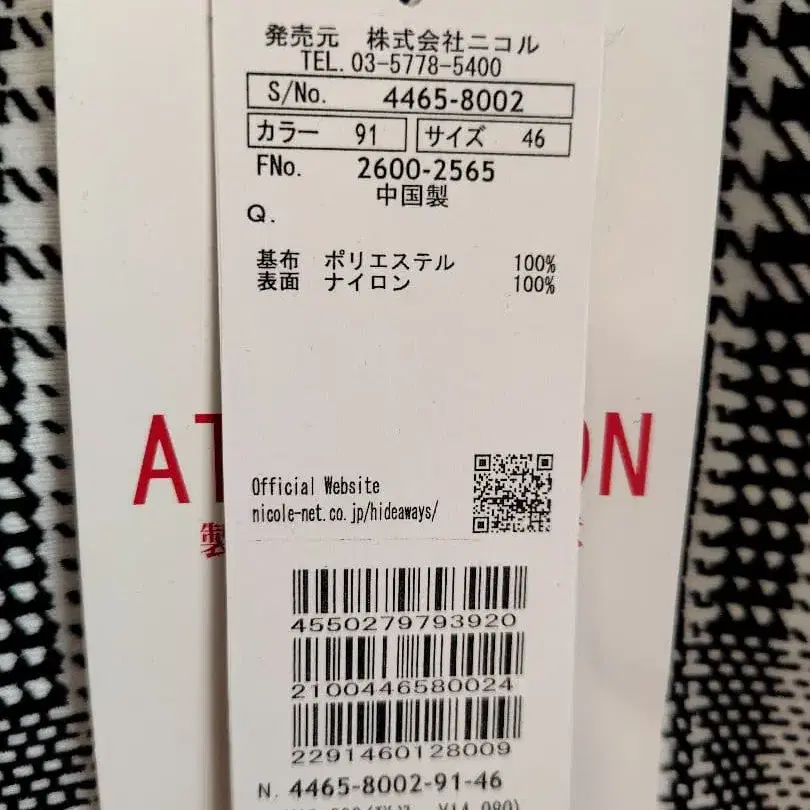 発売元 株式会社ニコル
TEL.03-5778-5400
S/No. 4465-8002
カラー 91 サイズ 46
FNo. 2600-2565
中国製
Q.
基布 ポリエステル 100%
表面 ナイロン 100%
AT ON
製
Official Website
nicole-net.co.jp/hideaways/
4550279793920
2100446580024
2291460128009
N. 4465-8002-91-46
¥14,080)